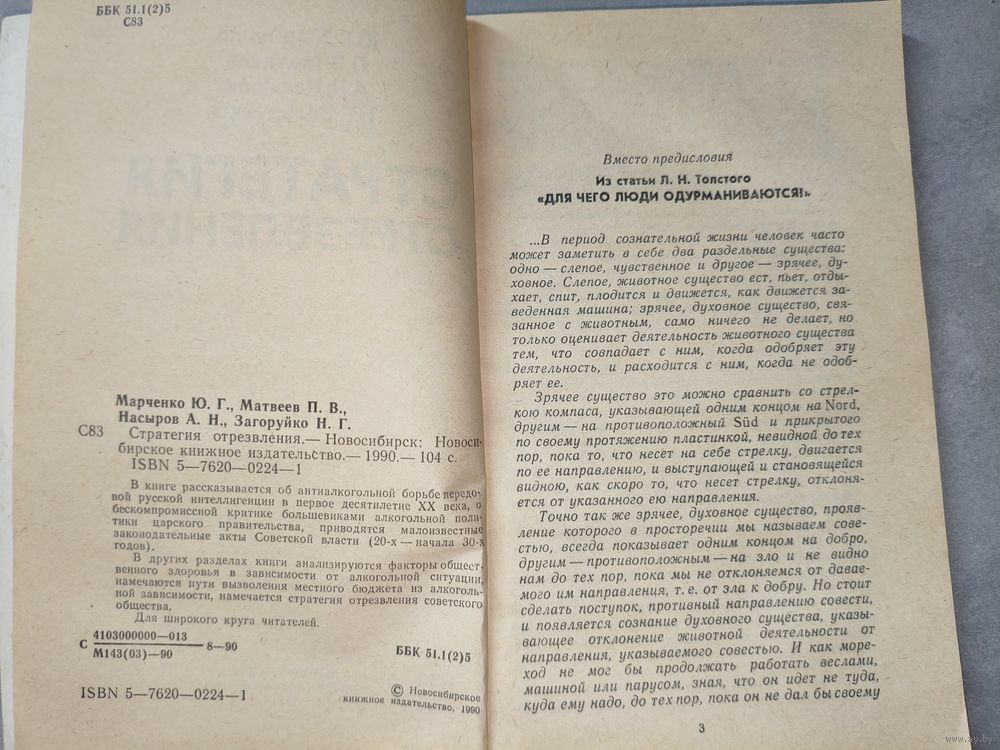 ББК 51.1(2)5
С83
Марченко Ю. Г., Матвеев П. В.,
Насыров А. Н., Загоруйко Н. Г.
С83
Стратегия отрезвления.— Новосибирск: Новоси-
бирское книжное издательство.— 1990.— 104 с.
ISBN 5—7620—0224—1
В книге рассказывается об антиалкогольной борьбе передо-
вой русской интеллигенции в первое десятилетие XX века, о
бескомпромиссной критике большевиками алкогольной поли-
тики царского правительства, приводятся малоизвестные
законодательные акты Советской власти (20-х — начала 30-х
годов).
В других разделах книги анализируются факторы общест-
венного здоровья в зависимости от алкогольной ситуации,
намечаются пути вызволения местного бюджета из алкоголь-
ной зависимости, намечается стратегия отрезвления советского
общества.
Для широкого круга читателей.
С 4103000000—013
М143(03)—90 8—90
ББК 51.1(2)5
ISBN 5—7620—0224—1
© Новосибирское
книжное издательство, 1990
Вместо предисловия
Из статьи Л. Н. Толстого
«ДЛЯ ЧЕГО ЛЮДИ ОДУРМАНИВАЮТСЯ?»
...В период сознательной жизни человек часто
может заметить в себе два раздельные существа:
одно — слепое, чувственное и другое — зрячее, ду-
ховное. Слепое, животное существо ест, пьет, отды-
хает, спит, плодится и движется, как движется за-
веденная машина; зрячее, духовное существо, свя-
занное с животным, само ничего не делает, но
только оценивает деятельность животного существа
тем, что совпадает с ним, когда одобряет эту
деятельность, и расходится с ним, когда не одоб-
ряет ее.
Зрячее существо это можно сравнить со стрел-
кою компаса, указывающей одним концом на Nord,
другим — на противоположный Süd и прикрытого
по своему протяжению пластинкой, невидной до тех
пор, пока то, что несет на себе стрелку, двигается
по ее направлению, и выступающей и становящейся
видною, как скоро то, что несет стрелку, отклоня-
ется от указанного ею направления.
Точно так же зрячее, духовное существо, прояв-
ление которого в просторечии мы называем сове-
стью, всегда показывает одним концом на добро,
другим — противоположным — на зло и не видно
нам до тех пор, пока мы не отклоняемся от давае-
мого им направления, т. е. от зла к добру. Но стоит
сделать поступок, противный направлению совести,
и появляется сознание духовного существа, указы-
вающее отклонение животной деятельности от
направления, указываемого совестью. И как море-
ход не мог бы продолжать работать веслами,
машиной или парусом, зная, что он идет не туда,
куда ему надо, до тех пор, пока он не дал бы своему
3
www.ay.by